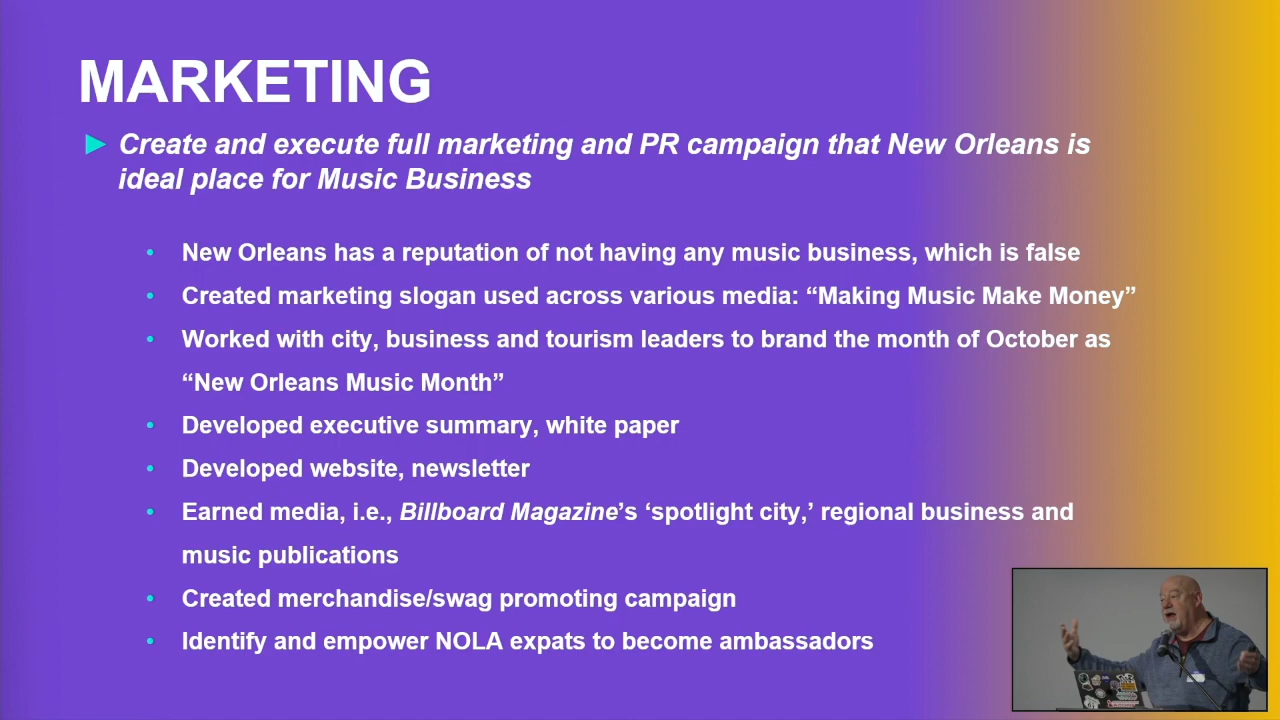 MARKETING
Create and execute full marketing and PR campaign that New Orleans is
ideal place for Music Business
New Orleans has a reputation of not having any music business, which is false
Created marketing slogan used across various media: “Making Music Make Money”
Worked with city, business and tourism leaders to brand the month of October as
“New Orleans Music Month”
Developed executive summary, white paper
Developed website, newsletter
Earned media, i.e., Billboard Magazine’s ‘spotlight city,’ regional business and
music publications
Created merchandise/swag promoting campaign
Identify and empower NOLA expats to become ambassadors